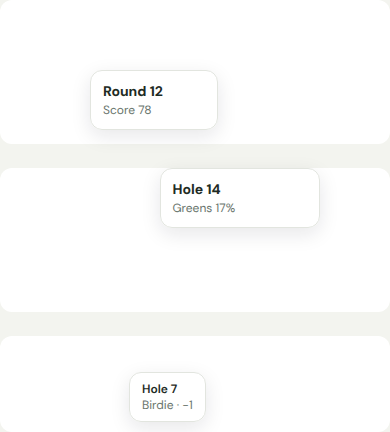 Round 12
Score 78
Hole 14
Greens 17%
Hole 7
Birdie · −1